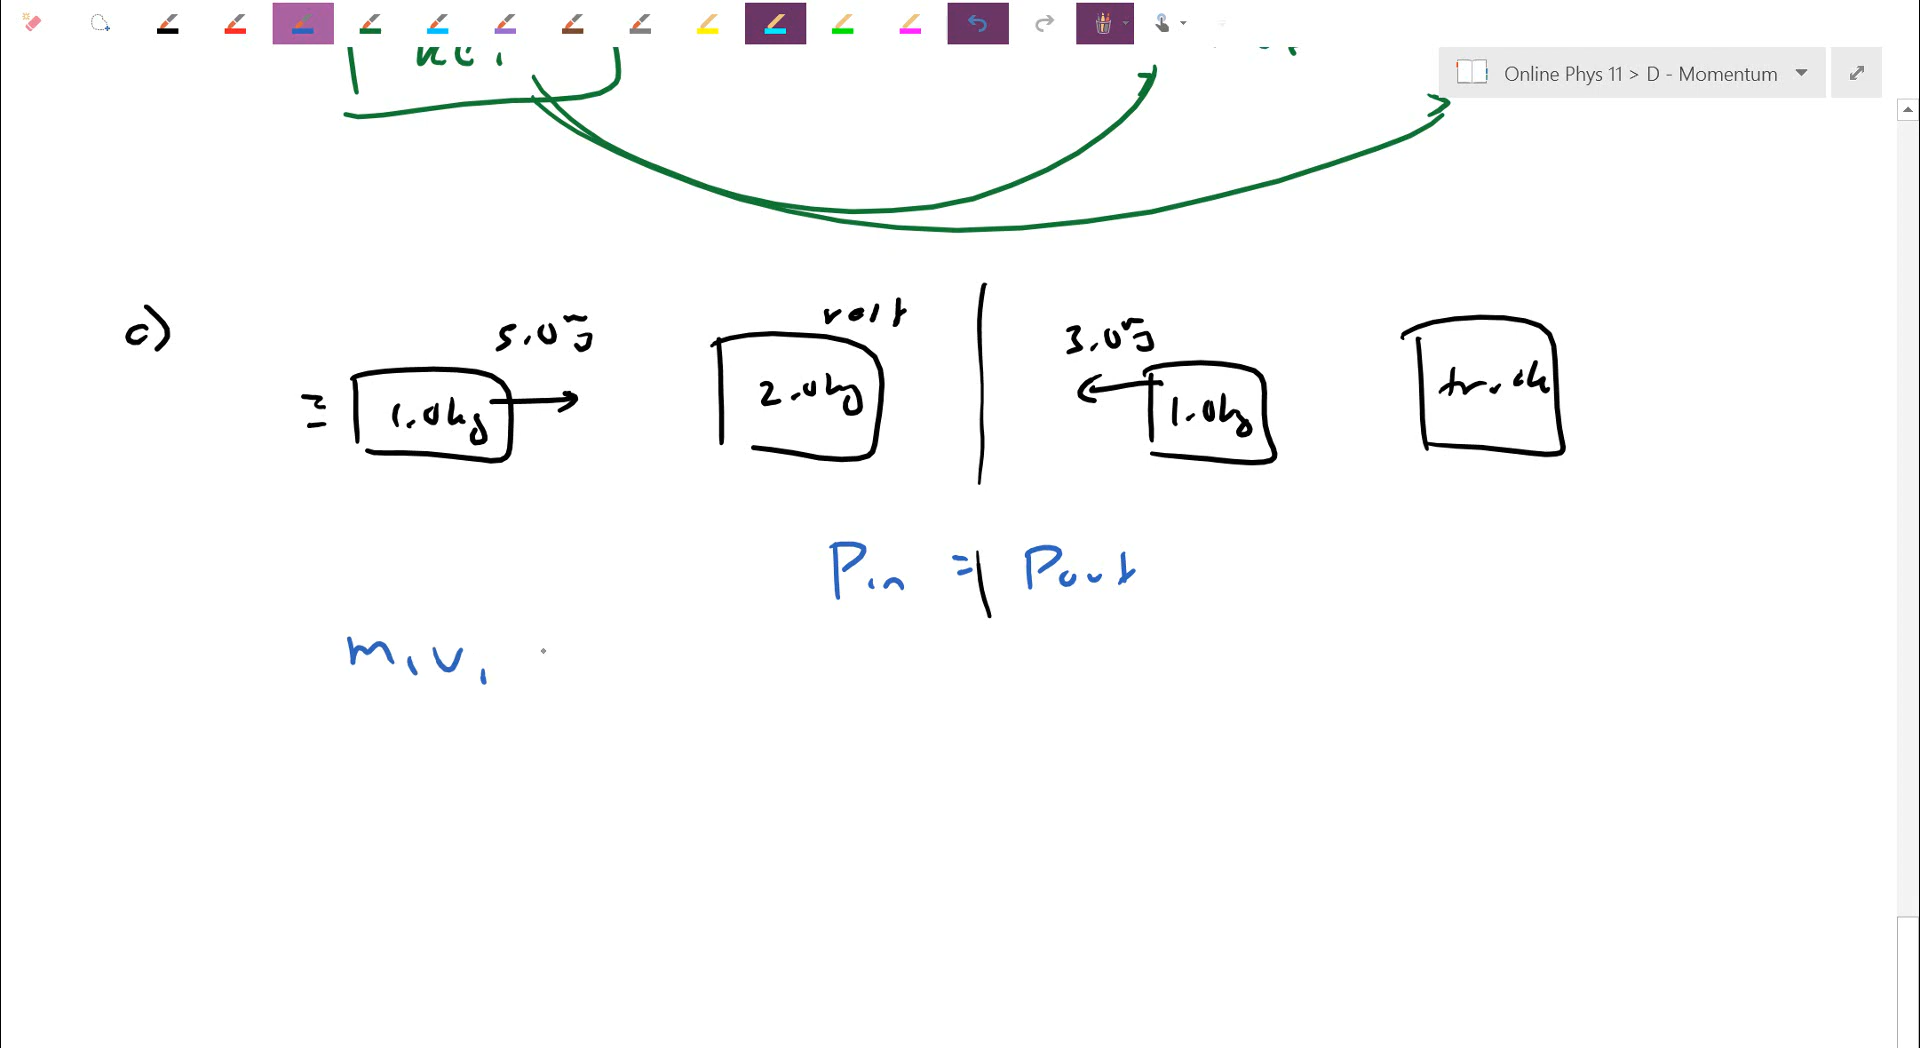 Online Phys 11 > D - Momentum
c)
5.0 m/s
rest
3.0 m/s
1.0kg
2.0kg
1.0kg
truck
Pin = Pout
m₁v₁